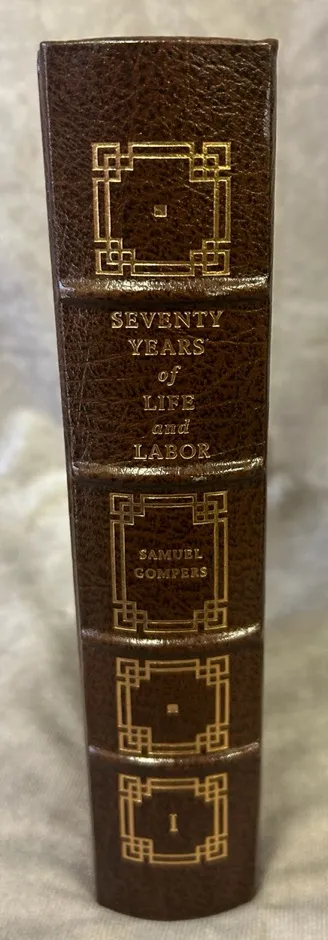 SEVENTY
YEARS
of
LIFE
and
LABOR
SAMUEL
GOMPERS
I